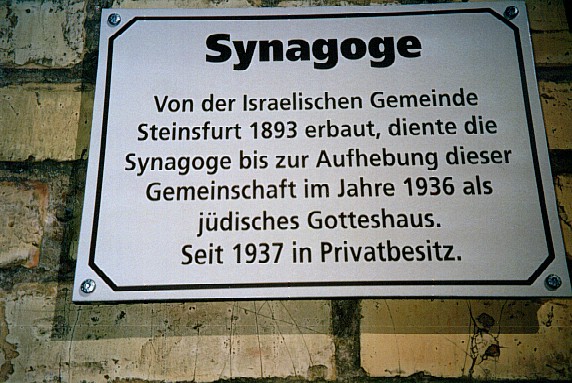 Synagoge
Von der Israelischen Gemeinde
Steinsfurt 1893 erbaut, diente die
Synagoge bis zur Aufhebung dieser
Gemeinschaft im Jahre 1936 als
jüdisches Gotteshaus.
Seit 1937 in Privatbesitz.